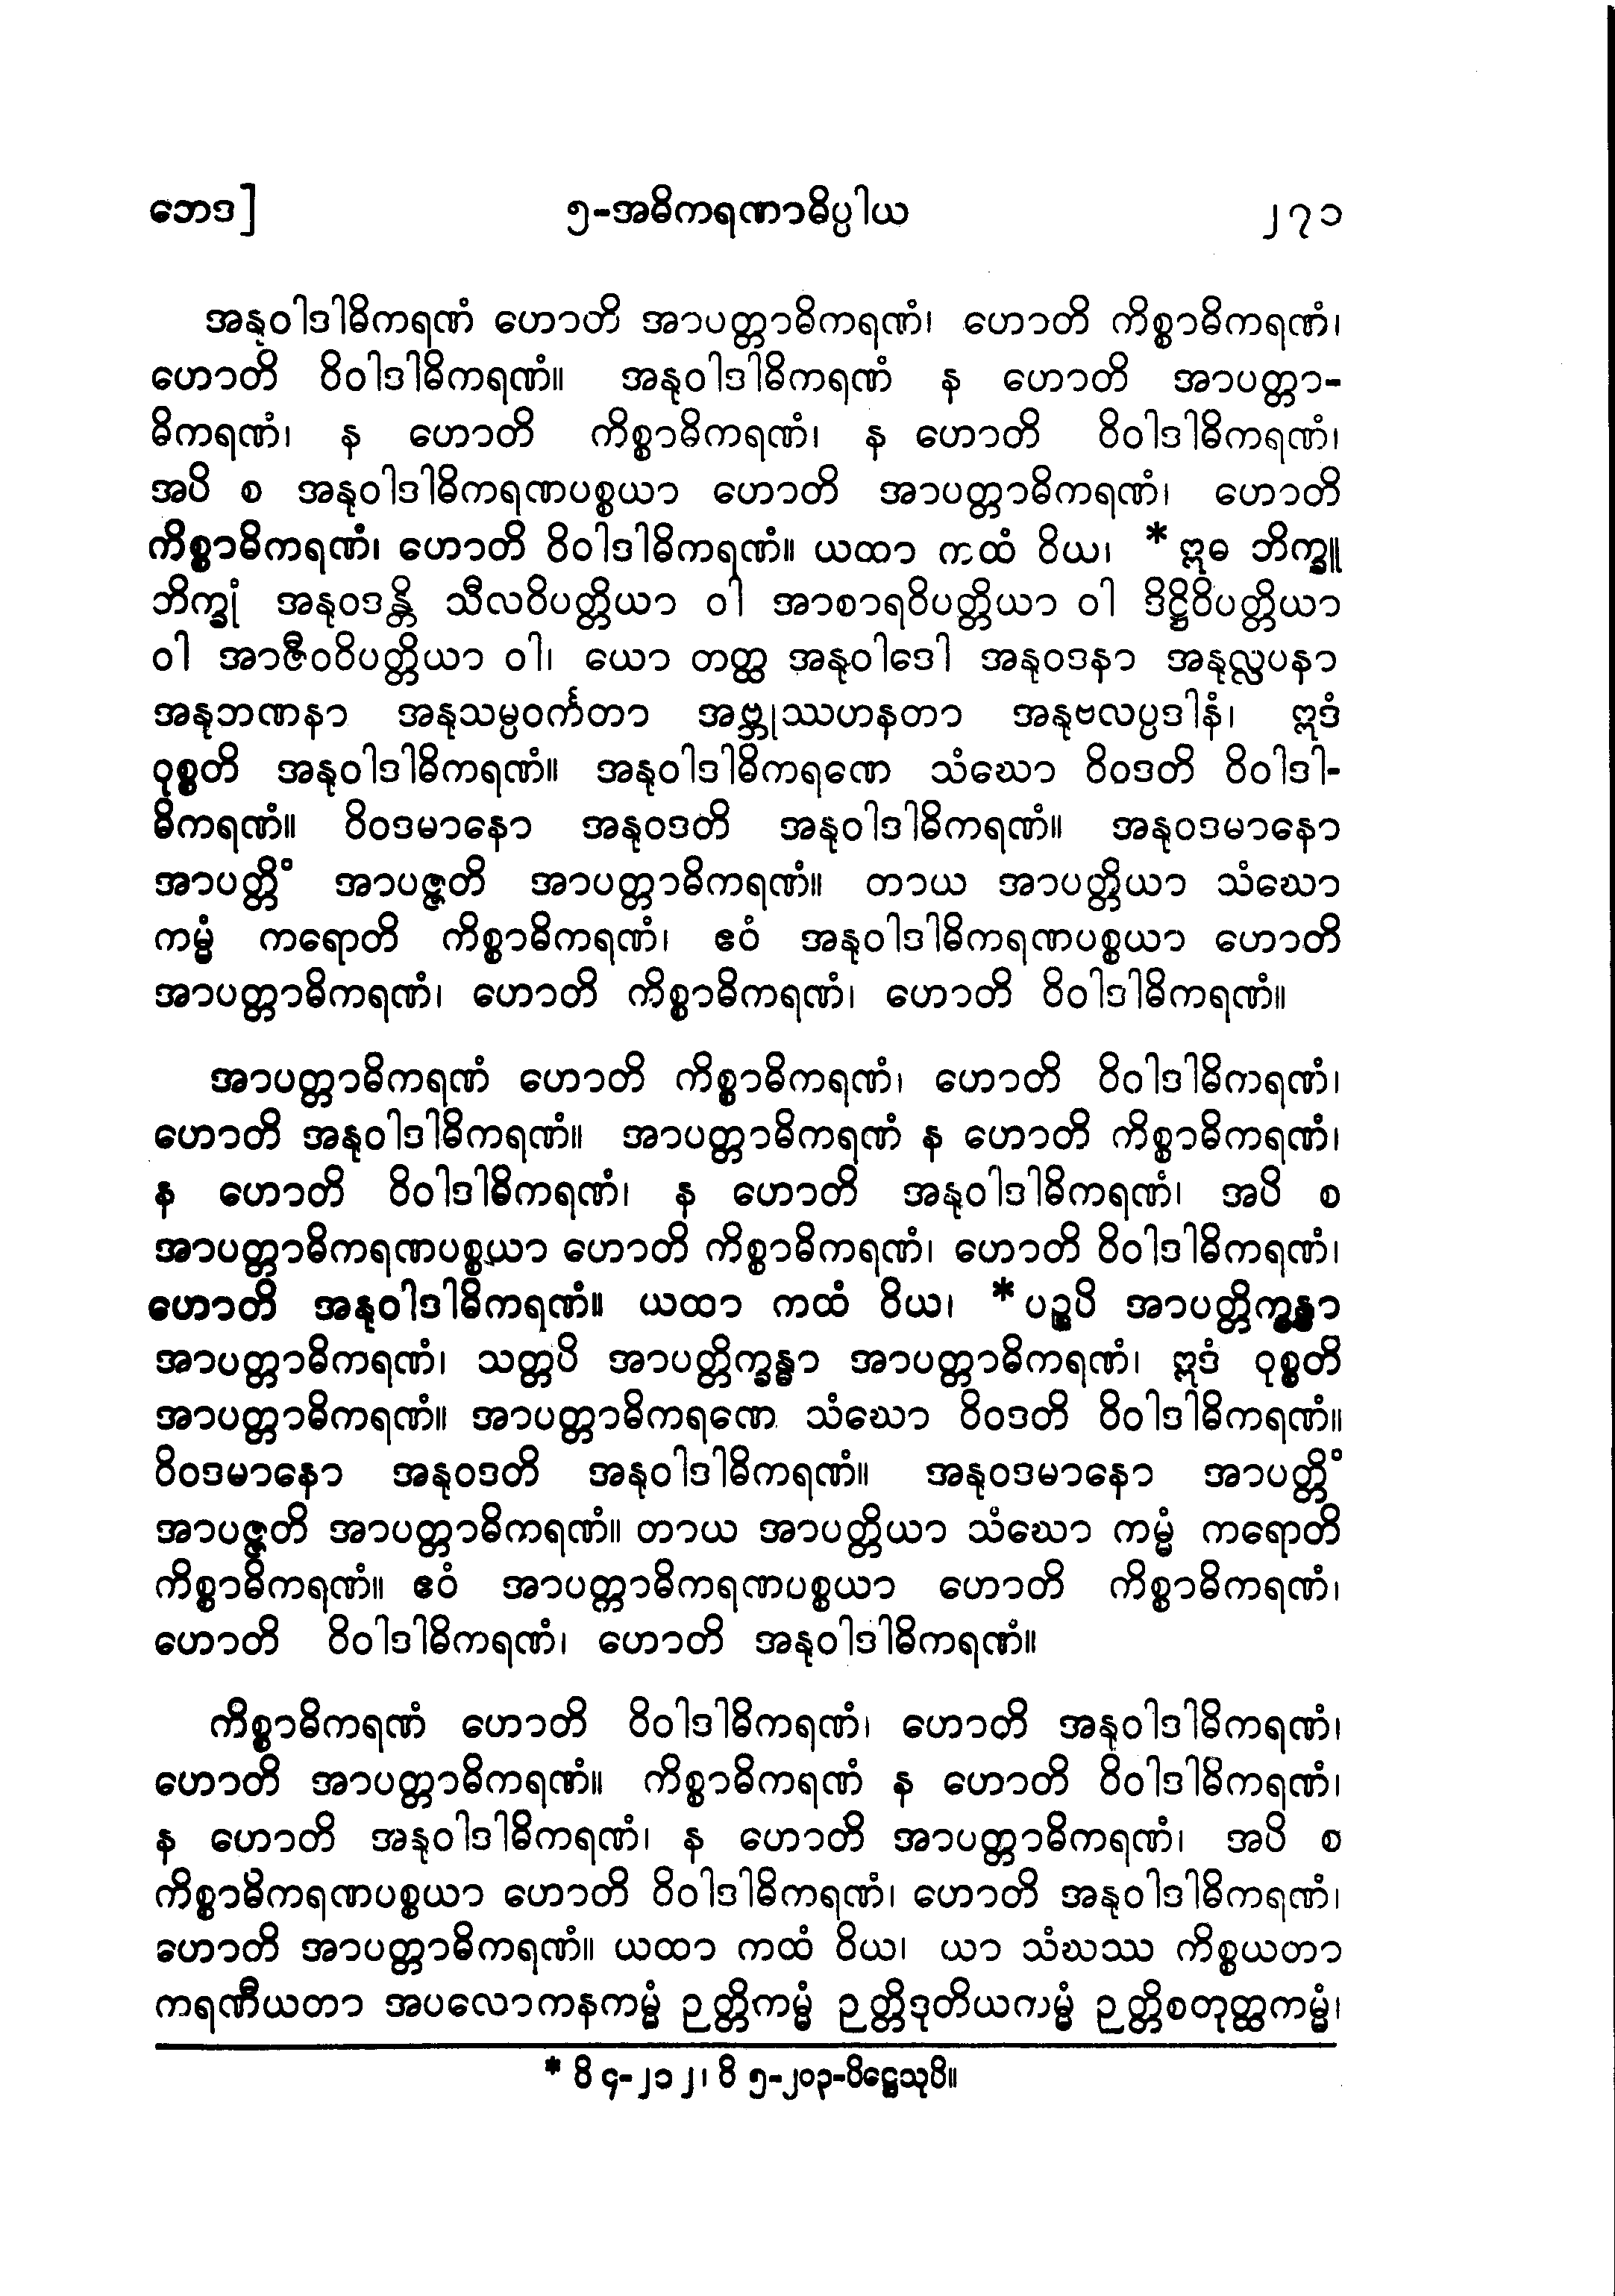 ဘေဒ] ၅-အဓိကရဏာဓိပ္ပါယ ၂၇၁
အနုဝါဒါဓိကရဏံ ဟောတိ အာပတ္တာဓိကရဏံ၊ ဟောတိ ကိစ္စာဓိကရဏံ၊
ဟောတိ ဝိဝါဒါဓိကရဏံ။ အနုဝါဒါဓိကရဏံ န ဟောတိ အာပတ္တာ-
ဓိကရဏံ၊ န ဟောတိ ကိစ္စာဓိကရဏံ၊ န ဟောတိ ဝိဝါဒါဓိကရဏံ၊
အပိ စ အနုဝါဒါဓိကရဏပစ္စယာ ဟောတိ အာပတ္တာဓိကရဏံ၊ ဟောတိ
ကိစ္စာဓိကရဏံ၊ ဟောတိ ဝိဝါဒါဓိကရဏံ။ ယထာ ကထံ ဝိယ၊ *ဣဓ ဘိက္ခူ
ဘိက္ခုံ အနုဝဒန္တိ သီလဝိပတ္တိယာ ဝါ အာစာရဝိပတ္တိယာ ဝါ ဒိဋ္ဌိဝိပတ္တိယာ
ဝါ အာဇီဝဝိပတ္တိယာ ဝါ၊ ယော တတ္ထ အနုဝါဒေါ အနုဝဒနာ အနုလ္လပနာ
အနုဘဏနာ အနုသမ္ပဝင်္ကတာ အဗ္ဘုဿဟနတာ အနုဗလပ္ပဒါနံ၊ ဣဒံ
ဝုစ္စတိ အနုဝါဒါဓိကရဏံ။ အနုဝါဒါဓိကရဏေ သံဃော ဝိဝဒတိ ဝိဝါဒါ-
ဓိကရဏံ။ ဝိဝဒမာနော အနုဝဒတိ အနုဝါဒါဓိကရဏံ။ အနုဝဒမာနော
အာပတ္တိံ အာပဇ္ဇတိ အာပတ္တာဓိကရဏံ။ တာယ အာပတ္တိယာ သံဃော
ကမ္မံ ကရောတိ ကိစ္စာဓိကရဏံ၊ ဧဝံ အနုဝါဒါဓိကရဏပစ္စယာ ဟောတိ
အာပတ္တာဓိကရဏံ၊ ဟောတိ ကိစ္စာဓိကရဏံ၊ ဟောတိ ဝိဝါဒါဓိကရဏံ။
အာပတ္တာဓိကရဏံ ဟောတိ ကိစ္စာဓိကရဏံ၊ ဟောတိ ဝိဝါဒါဓိကရဏံ၊
ဟောတိ အနုဝါဒါဓိကရဏံ။ အာပတ္တာဓိကရဏံ န ဟောတိ ကိစ္စာဓိကရဏံ၊
န ဟောတိ ဝိဝါဒါဓိကရဏံ၊ န ဟောတိ အနုဝါဒါဓိကရဏံ၊ အပိ စ
အာပတ္တာဓိကရဏပစ္စယာ ဟောတိ ကိစ္စာဓိကရဏံ၊ ဟောတိ ဝိဝါဒါဓိကရဏံ၊
ဟောတိ အနုဝါဒါဓိကရဏံ။ ယထာ ကထံ ဝိယ၊ *ပဉ္စပိ အာပတ္တိက္ခန္ဓာ
အာပတ္တာဓိကရဏံ၊ သတ္တပိ အာပတ္တိက္ခန္ဓာ အာပတ္တာဓိကရဏံ၊ ဣဒံ ဝုစ္စတိ
အာပတ္တာဓိကရဏံ။ အာပတ္တာဓိကရဏေ သံဃော ဝိဝဒတိ ဝိဝါဒါဓိကရဏံ။
ဝိဝဒမာနော အနုဝဒတိ အနုဝါဒါဓိကရဏံ။ အနုဝဒမာနော အာပတ္တိံ
အာပဇ္ဇတိ အာပတ္တာဓိကရဏံ။ တာယ အာပတ္တိယာ သံဃော ကမ္မံ ကရောတိ
ကိစ္စာဓိကရဏံ။ ဧဝံ အာပတ္တာဓိကရဏပစ္စယာ ဟောတိ ကိစ္စာဓိကရဏံ၊
ဟောတိ ဝိဝါဒါဓိကရဏံ၊ ဟောတိ အနုဝါဒါဓိကရဏံ။
ကိစ္စာဓိကရဏံ ဟောတိ ဝိဝါဒါဓိကရဏံ၊ ဟောတိ အနုဝါဒါဓိကရဏံ၊
ဟောတိ အာပတ္တာဓိကရဏံ။ ကိစ္စာဓိကရဏံ န ဟောတိ ဝိဝါဒါဓိကရဏံ၊
န ဟောတိ အနုဝါဒါဓိကရဏံ၊ န ဟောတိ အာပတ္တာဓိကရဏံ၊ အပိ စ
ကိစ္စာဓိကရဏပစ္စယာ ဟောတိ ဝိဝါဒါဓိကရဏံ၊ ဟောတိ အနုဝါဒါဓိကရဏံ၊
ဟောတိ အာပတ္တာဓိကရဏံ။ ယထာ ကထံ ဝိယ၊ ယာ သံဃဿ ကိစ္စယတာ
ကရဏီယတာ အပလောကနကမ္မံ ဉတ္တိကမ္မံ ဉတ္တိဒုတိယကမ္မံ ဉတ္တိစတုတ္ထကမ္မံ၊
* ဝိ ၄-၂၁၂၊ ဝိ ၅-၂၀၃-ပိဋ္ဌေသုပိ။